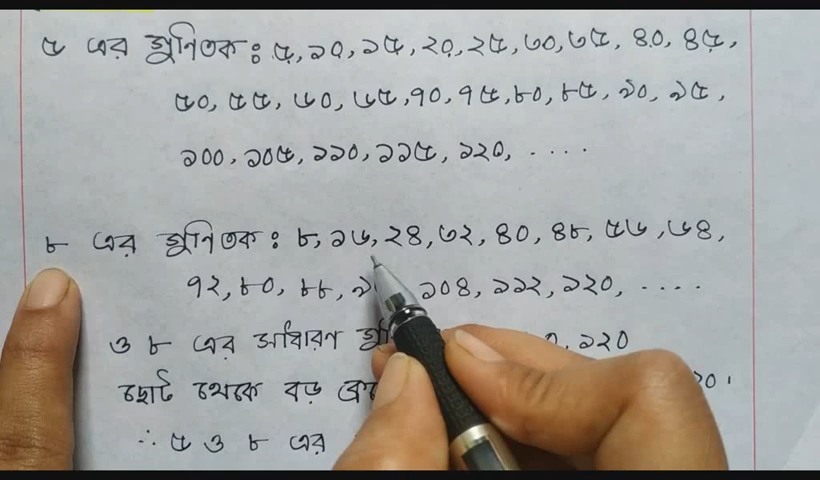 ৫ এর গুণিতক: ৫, ১০, ১৫, ২০, ২৫, ৩০, ৩৫, ৪০, ৪৫,
৫০, ৫৫, ৬০, ৬৫, ৭০, ৭৫, ৮০, ৮৫, ৯০, ৯৫,
১০০, ১০৫, ১১০, ১১৫, ১২০, ....
৮ এর গুণিতক: ৮, ১৬, ২৪, ৩২, ৪০, ৪৮, ৫৬, ৬৪,
৭২, ৮০, ৮৮, ১০৪, ১১২, ১২০, ....
ও ৮ এর সাধারণ ১২০
ছোট থেকে বড়
∴ ৫ ও ৮ এর